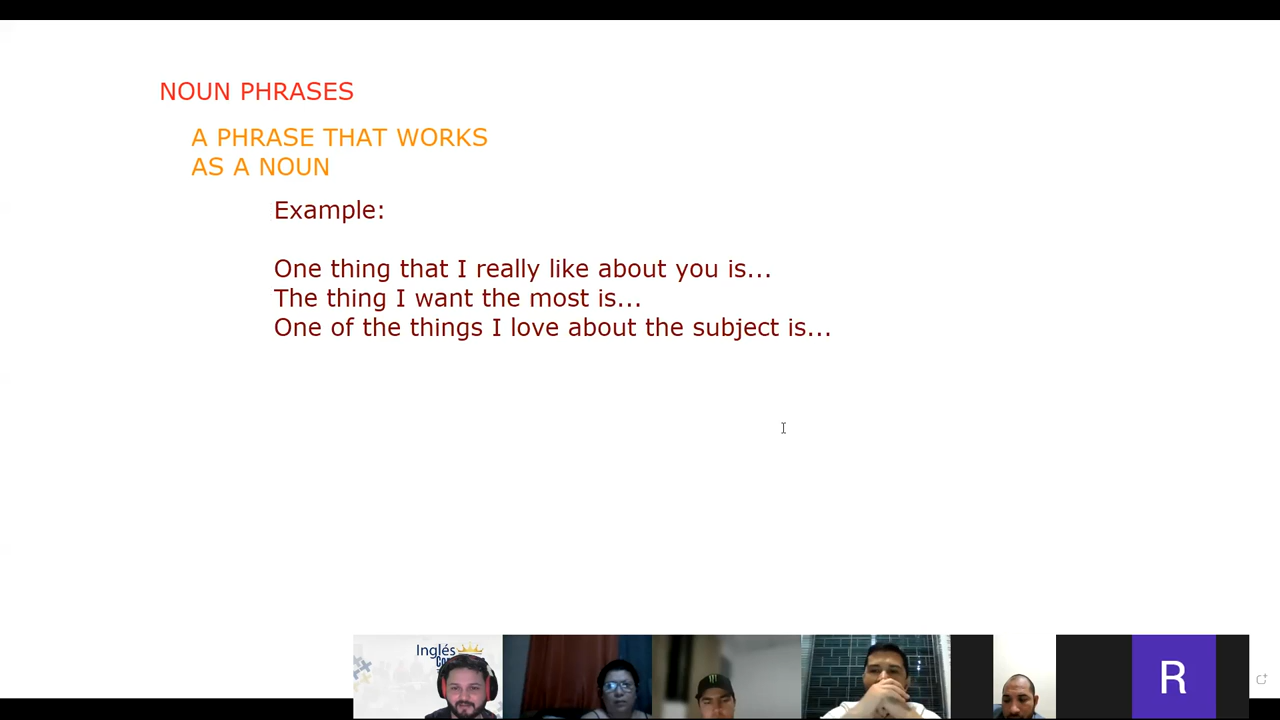 NOUN PHRASES
A PHRASE THAT WORKS
AS A NOUN
Example:
One thing that I really like about you is...
The thing I want the most is...
One of the things I love about the subject is...
Inglés
R